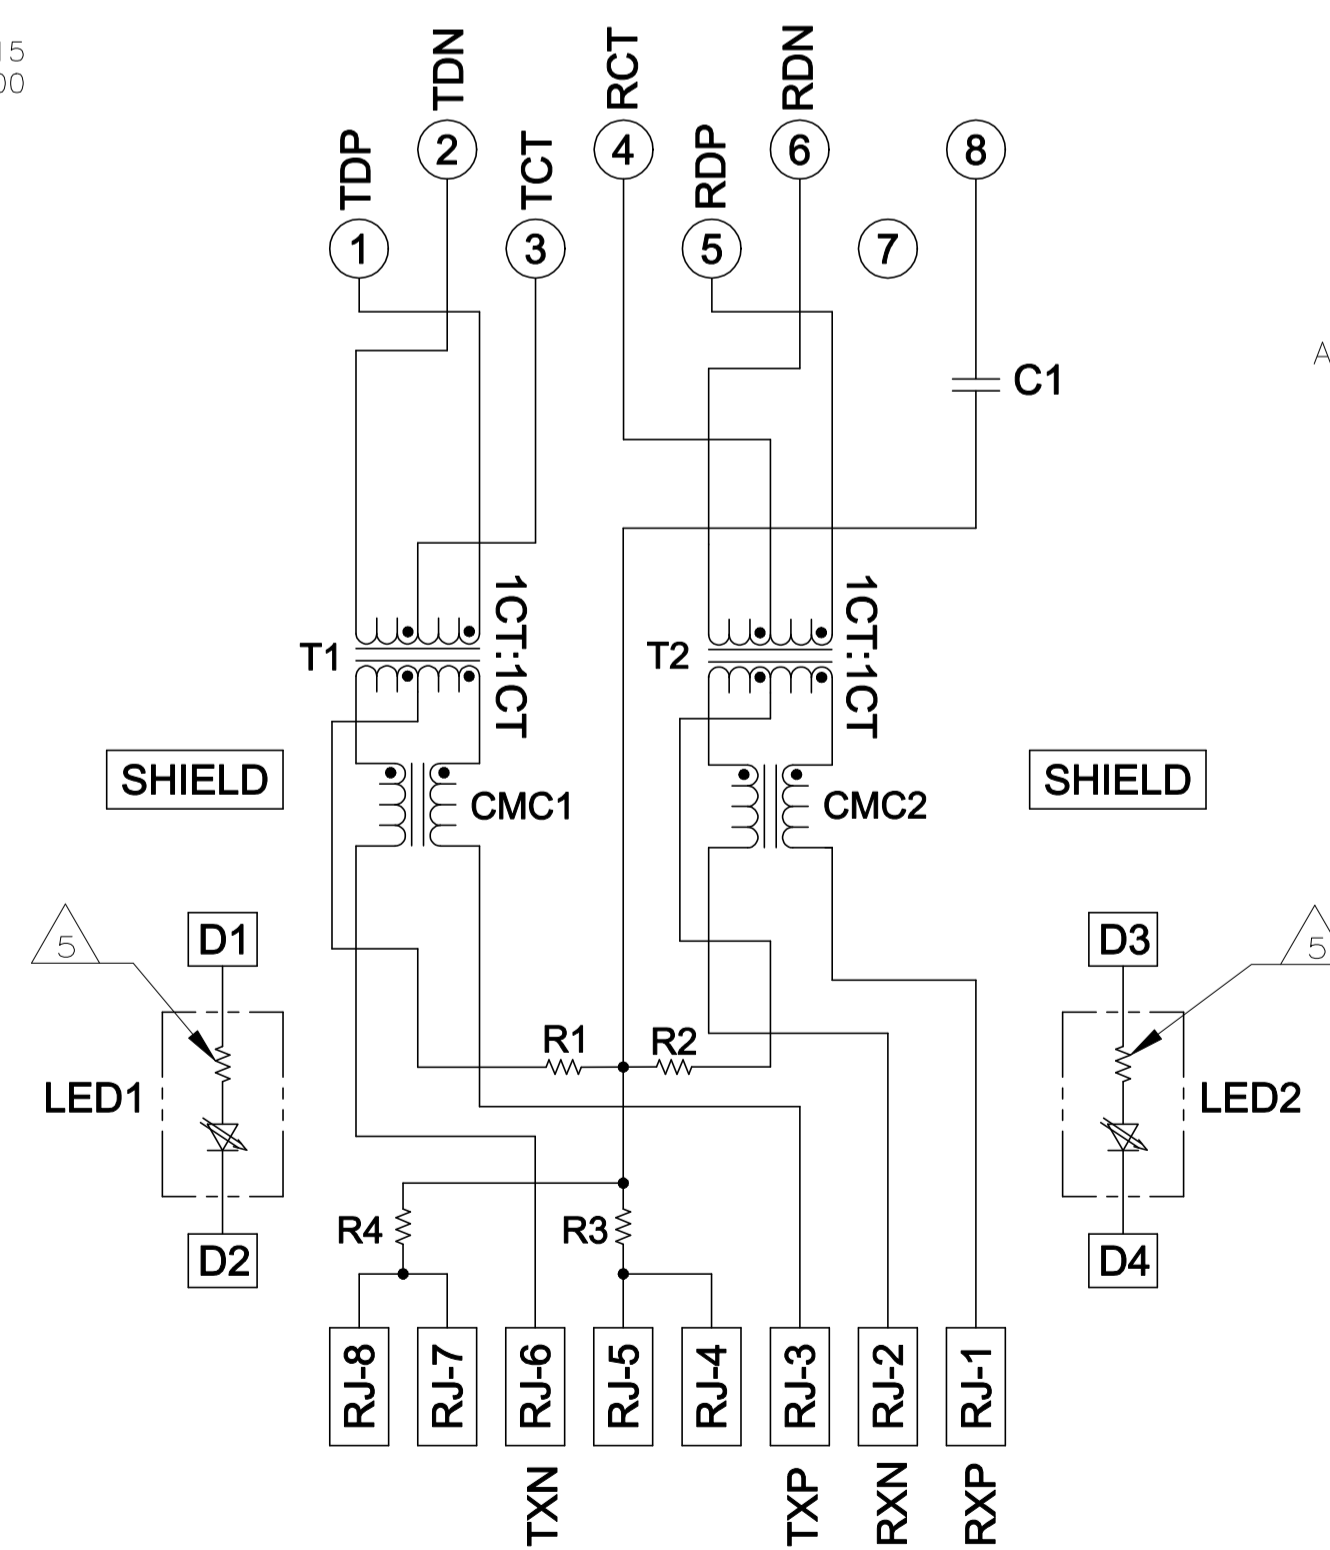 15
00
TDP
TDN
TCT
RCT
RDP
RDN
1
2
3
4
5
6
7
8
A
C1
T1
1CT:1CT
T2
1CT:1CT
SHIELD
CMC1
CMC2
SHIELD
5
D1
LED1
D2
R1
R2
5
D3
LED2
D4
R4
R3
RJ-8
RJ-7
RJ-6
RJ-5
RJ-4
RJ-3
RJ-2
RJ-1
TXN
TXP
RXN
RXP